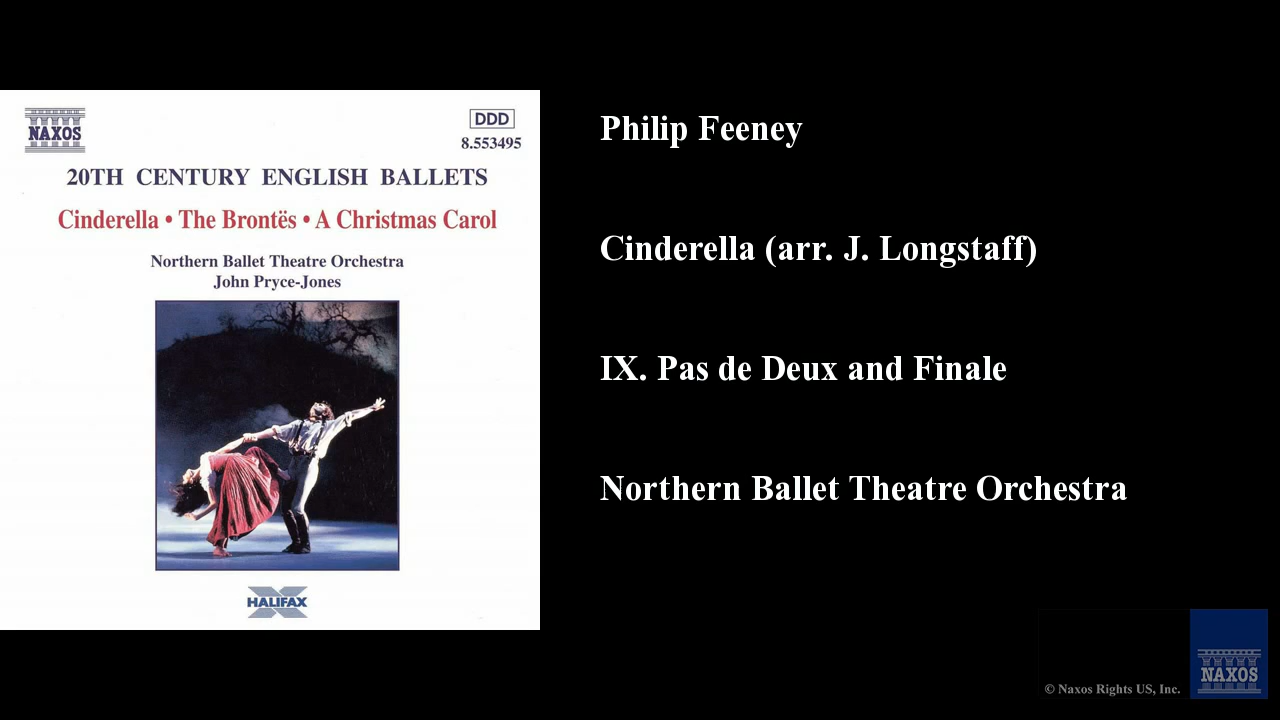 NAXOS
DDD
8.553495
20TH CENTURY ENGLISH BALLETS
Cinderella • The Brontës • A Christmas Carol
Northern Ballet Theatre Orchestra
John Pryce-Jones
HALIFAX
Philip Feeney
Cinderella (arr. J. Longstaff)
IX. Pas de Deux and Finale
Northern Ballet Theatre Orchestra
© Naxos Rights US, Inc.
NAXOS